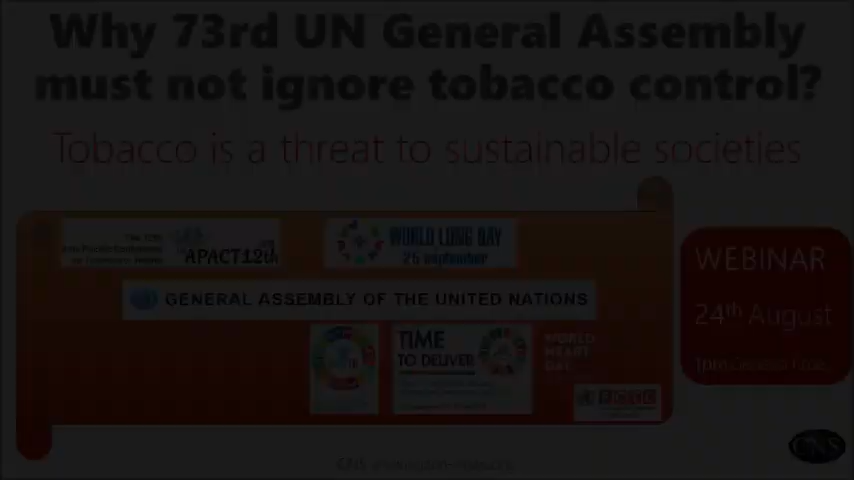 Why 73rd UN General Assembly
must not ignore tobacco control?
Tobacco is a threat to sustainable societies
APACT12th
WORLD LUNG DAY
25 september
GENERAL ASSEMBLY OF THE UNITED NATIONS
TIME
TO DELIVER
WORLD
HEART
DAY
WEBINAR
24th August
CNS